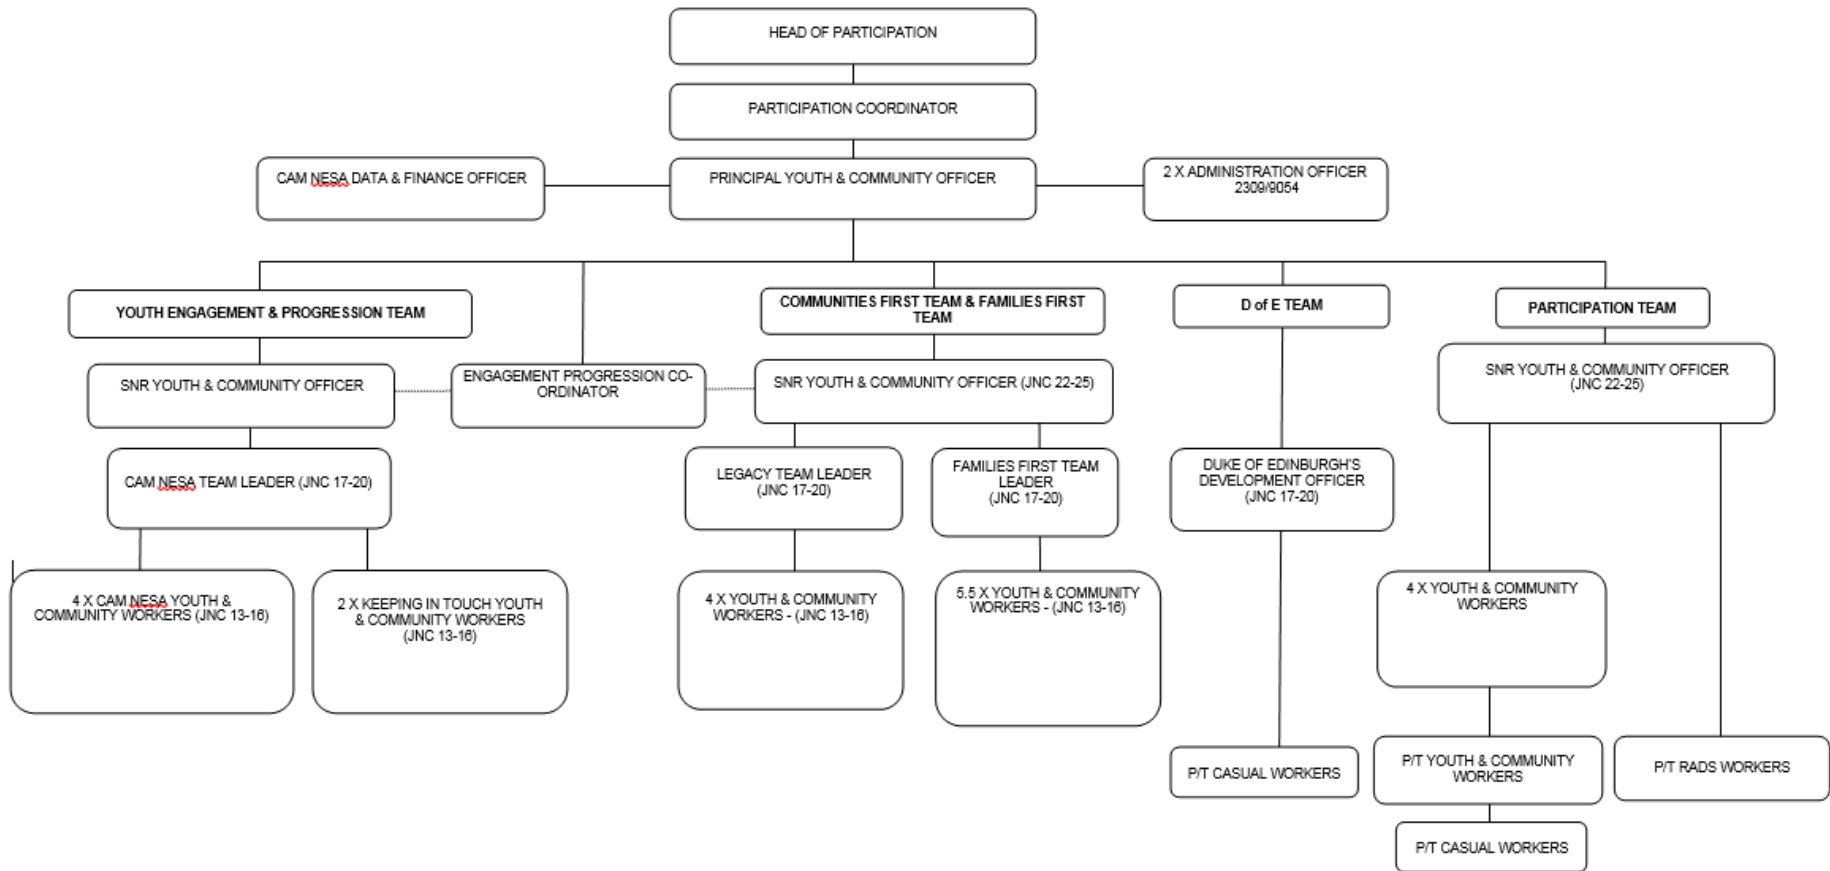 HEAD OF PARTICIPATION
PARTICIPATION COORDINATOR
CAM NESA DATA & FINANCE OFFICER
PRINCIPAL YOUTH & COMMUNITY OFFICER
2 X ADMINISTRATION OFFICER
2309/9054
YOUTH ENGAGEMENT & PROGRESSION TEAM
COMMUNITIES FIRST TEAM & FAMILIES FIRST
TEAM
D of E TEAM
PARTICIPATION TEAM
SNR YOUTH & COMMUNITY OFFICER
ENGAGEMENT PROGRESSION CO-
ORDINATOR
SNR YOUTH & COMMUNITY OFFICER (JNC 22-25)
SNR YOUTH & COMMUNITY OFFICER
(JNC 22-25)
CAM NESA TEAM LEADER (JNC 17-20)
LEGACY TEAM LEADER
(JNC 17-20)
FAMILIES FIRST TEAM
LEADER
(JNC 17-20)
DUKE OF EDINBURGH'S
DEVELOPMENT OFFICER
(JNC 17-20)
4 X CAM NESA YOUTH &
COMMUNITY WORKERS (JNC 13-16)
2 X KEEPING IN TOUCH YOUTH
& COMMUNITY WORKERS
(JNC 13-16)
4 X YOUTH & COMMUNITY
WORKERS - (JNC 13-16)
5.5 X YOUTH & COMMUNITY
WORKERS - (JNC 13-16)
4 X YOUTH & COMMUNITY
WORKERS
P/T CASUAL WORKERS
P/T YOUTH & COMMUNITY
WORKERS
P/T RADS WORKERS
P/T CASUAL WORKERS